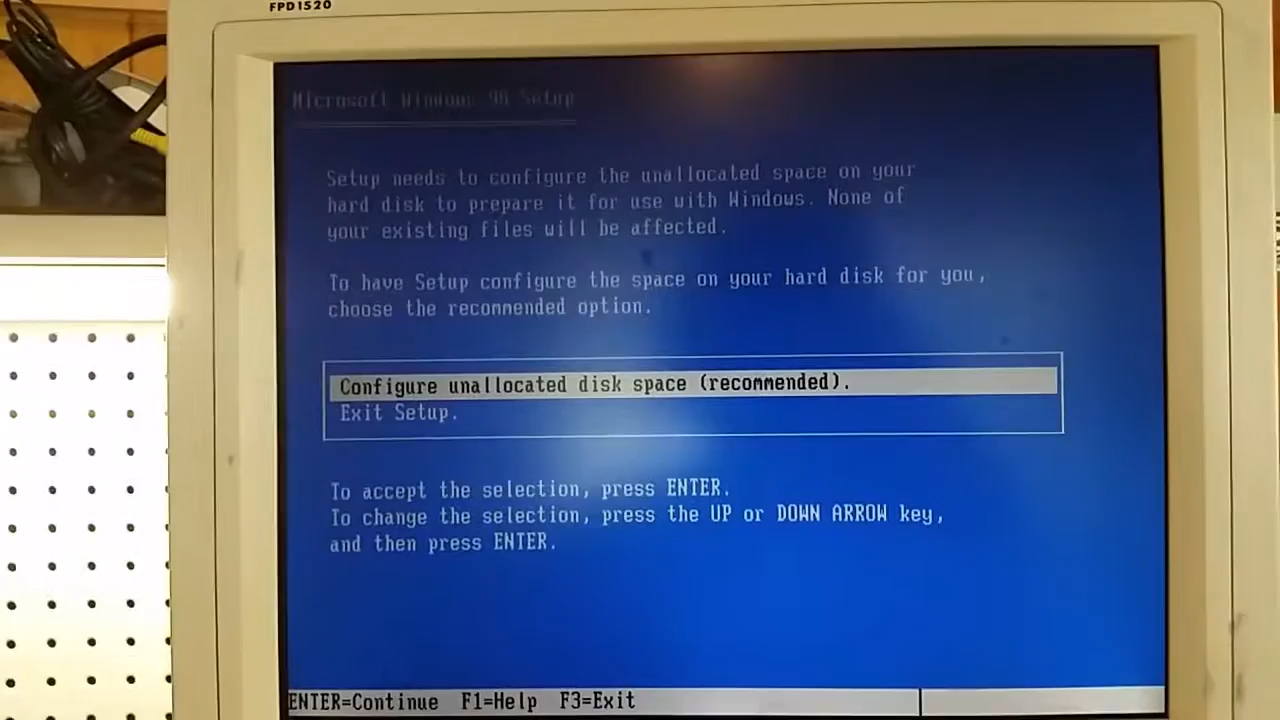 FPD1520
Microsoft Windows 98 Setup
Setup needs to configure the unallocated space on your
hard disk to prepare it for use with Windows. None of
your existing files will be affected.
To have Setup configure the space on your hard disk for you,
choose the recommended option.
Configure unallocated disk space (recommended).
Exit Setup.
To accept the selection, press ENTER.
To change the selection, press the UP or DOWN ARROW key,
and then press ENTER.
ENTER=Continue F1=Help F3=Exit